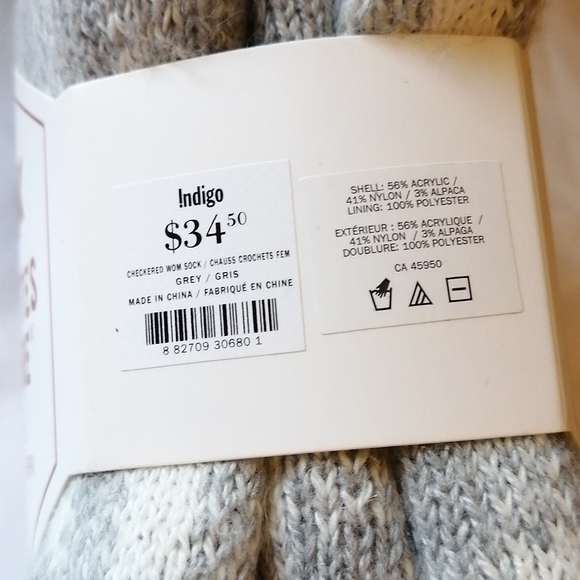 Indigo
$34.50
CHECKERED WOM SOCK / CHAUSS CROCHETS FEM
GREY / GRIS
MADE IN CHINA / FABRIQUÉ EN CHINE
8 82709 30680 1
SHELL: 56% ACRYLIC /
41% NYLON / 3% ALPACA
LINING: 100% POLYESTER
EXTÉRIEUR : 56% ACRYLIQUE /
41% NYLON / 3% ALPAGA
DOUBLURE: 100% POLYESTER
CA 45950